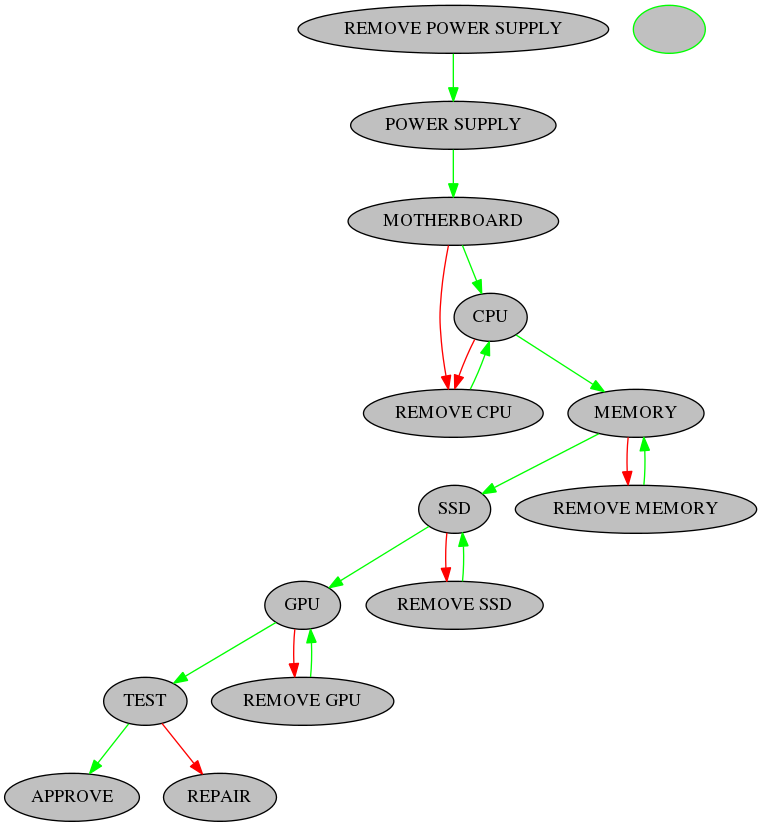 REMOVE POWER SUPPLY
POWER SUPPLY
MOTHERBOARD
CPU
REMOVE CPU
MEMORY
SSD
REMOVE MEMORY
GPU
REMOVE SSD
TEST
REMOVE GPU
APPROVE
REPAIR